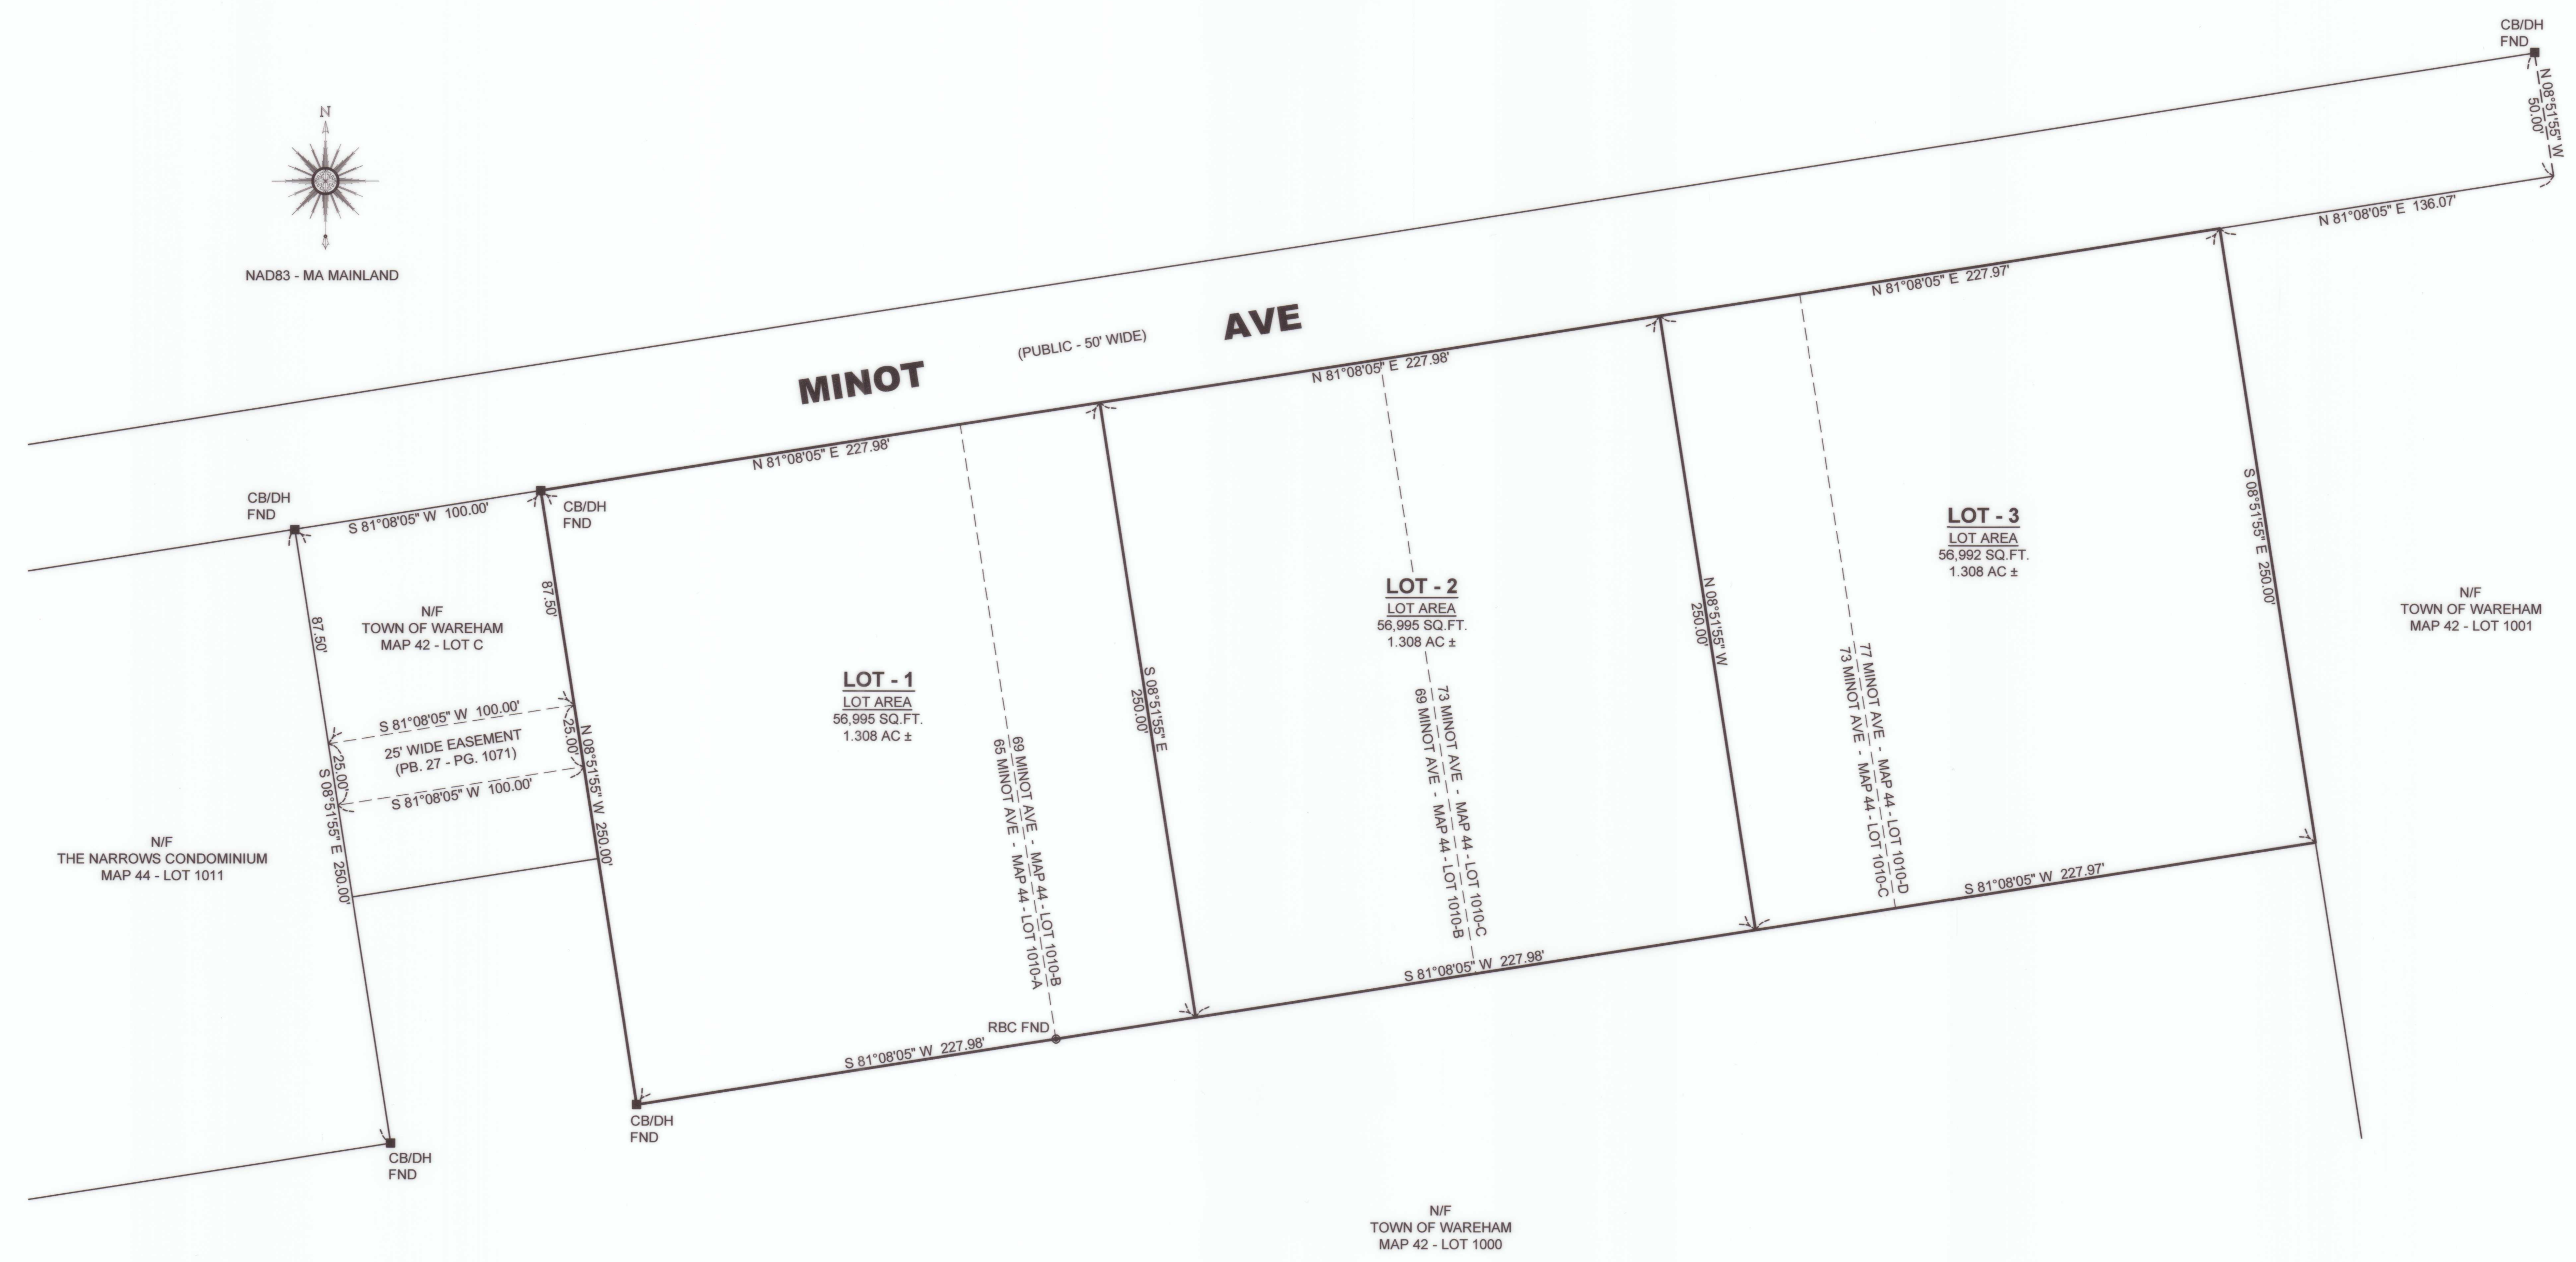 CB/DH
FND
N 08°51'55" W
50.00'
N
NAD83 - MA MAINLAND
N 81°08'05" E 136.07'
N 81°08'05" E 227.97'
MINOT
(PUBLIC - 50' WIDE)
AVE
N 81°08'05" E 227.98'
N 81°08'05" E 227.98'
CB/DH
FND
S 81°08'05" W 100.00'
CB/DH
FND
87.50'
N/F
TOWN OF WAREHAM
MAP 42 - LOT C
87.50'
S 81°08'05" W 100.00'
25' WIDE EASEMENT
(PB. 27 - PG. 1071)
S 81°08'05" W 100.00'
25.00'
25.00'
S 08°51'55" E 250.00'
N 08°51'55" W 250.00'
N/F
THE NARROWS CONDOMINIUM
MAP 44 - LOT 1011
LOT - 1
LOT AREA
56,995 SQ.FT.
1.308 AC ±
69 MINOT AVE - MAP 44 - LOT 1010-B
65 MINOT AVE - MAP 44 - LOT 1010-A
S 08°51'55" E
250.00'
LOT - 2
LOT AREA
56,995 SQ.FT.
1.308 AC ±
73 MINOT AVE - MAP 44 - LOT 1010-C
69 MINOT AVE - MAP 44 - LOT 1010-B
N 08°51'55" W
250.00'
LOT - 3
LOT AREA
56,992 SQ.FT.
1.308 AC ±
77 MINOT AVE - MAP 44 - LOT 1010-D
73 MINOT AVE - MAP 44 - LOT 1010-C
S 08°51'55" E 250.00'
N/F
TOWN OF WAREHAM
MAP 42 - LOT 1001
S 81°08'05" W 227.97'
S 81°08'05" W 227.98'
RBC FND
S 81°08'05" W 227.98'
CB/DH
FND
CB/DH
FND
N/F
TOWN OF WAREHAM
MAP 42 - LOT 1000